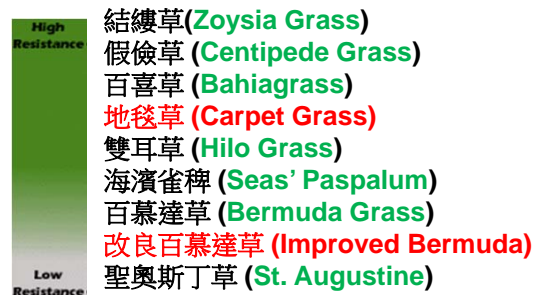 High
Resistance
結縷草(Zoysia Grass)
假儉草 (Centipede Grass)
百喜草 (Bahiagrass)
地毯草 (Carpet Grass)
雙耳草 (Hilo Grass)
海濱雀稗 (Seas’ Paspalum)
百慕達草 (Bermuda Grass)
改良百慕達草 (Improved Bermuda)
聖奧斯丁草 (St. Augustine)
Low
Resistance